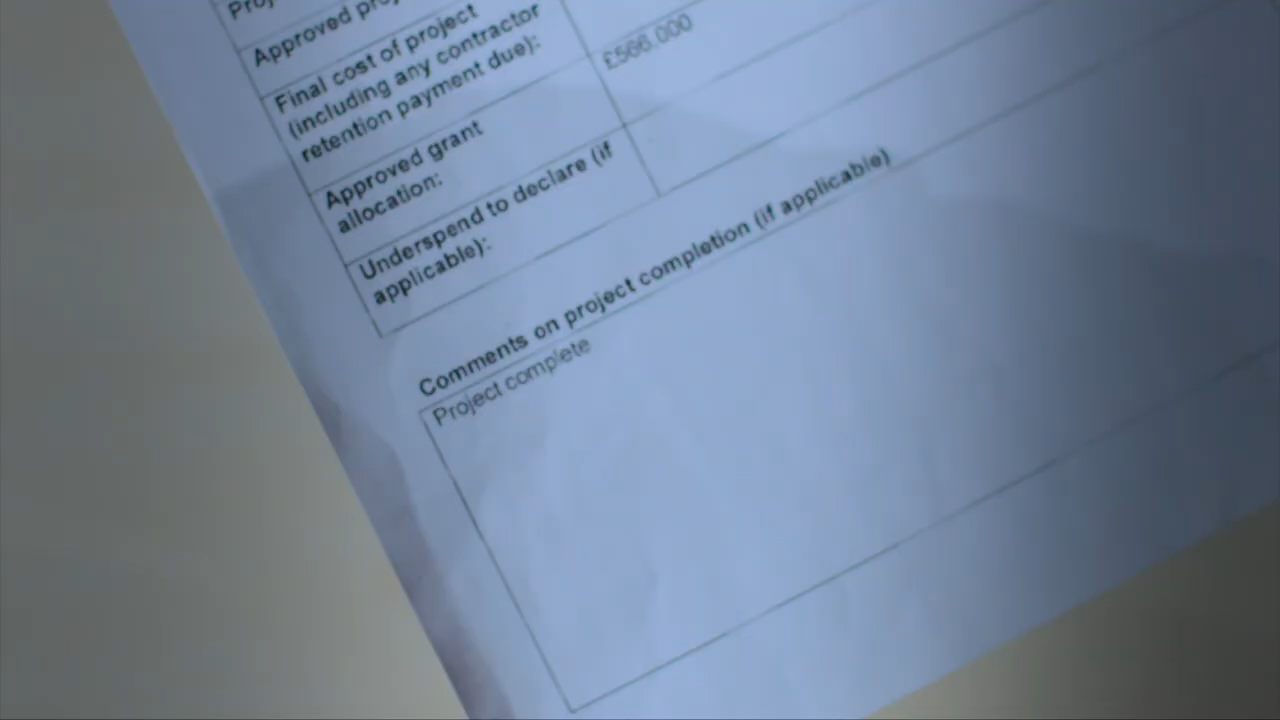 Approved
Final cost of project
(including any contractor
retention payment due):
Approved grant
allocation:
£566.000
Underspend to declare (if
applicable):
Comments on project completion (if applicable)
Project complete